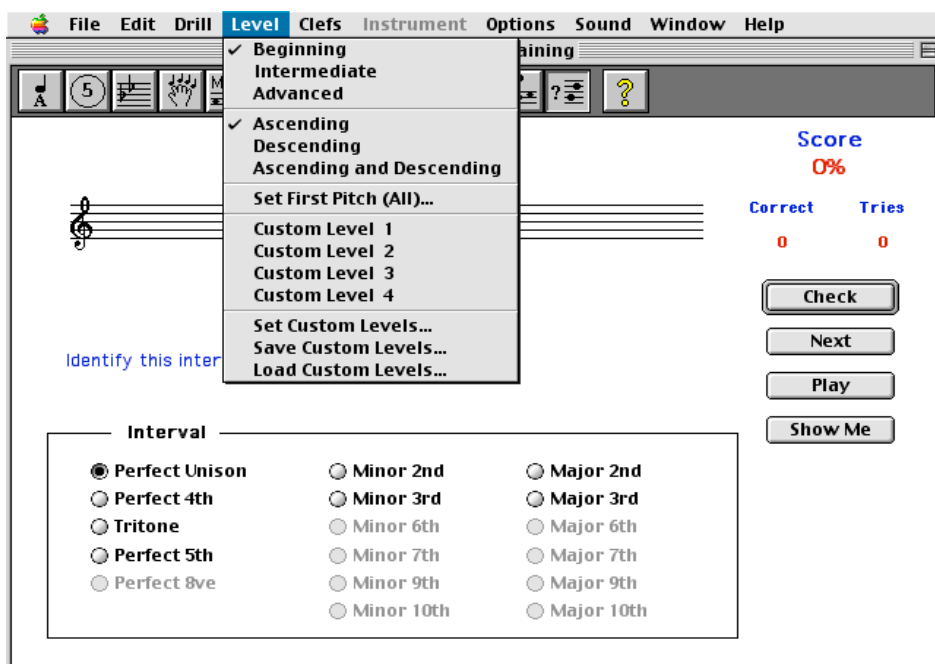 File Edit Drill Level Clefs Instrument Options Sound Window Help
Beginning
Intermediate
Advanced
Ascending
Descending
Ascending and Descending
Set First Pitch (All)...
Custom Level 1
Custom Level 2
Custom Level 3
Custom Level 4
Set Custom Levels...
Save Custom Levels...
Load Custom Levels...
aining
A 5 M ? ?
Score
0%
Correct Tries
0 0
Check
Next
Play
Show Me
Identify this inter
Interval
Perfect Unison Minor 2nd Major 2nd
Perfect 4th Minor 3rd Major 3rd
Tritone Minor 6th Major 6th
Perfect 5th Minor 7th Major 7th
Perfect 8ve Minor 9th Major 9th
Minor 10th Major 10th